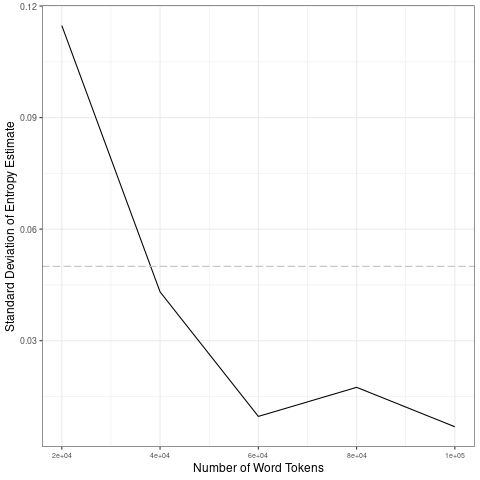 0.12
0.09
0.06
0.03
Standard Deviation of Entropy Estimate
2e+04 4e+04 6e+04 8e+04 1e+05
Number of Word Tokens